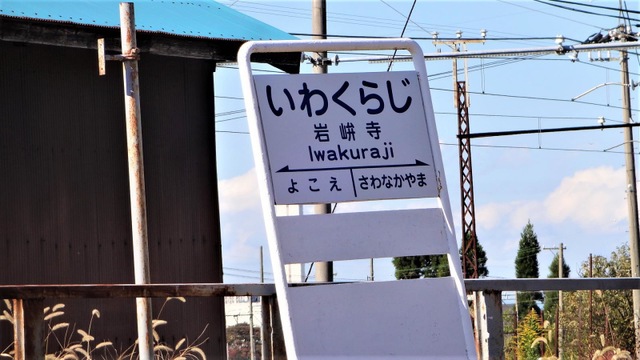 いわくらじ
岩峅寺
Iwakuraji
よこえ さわなかやま